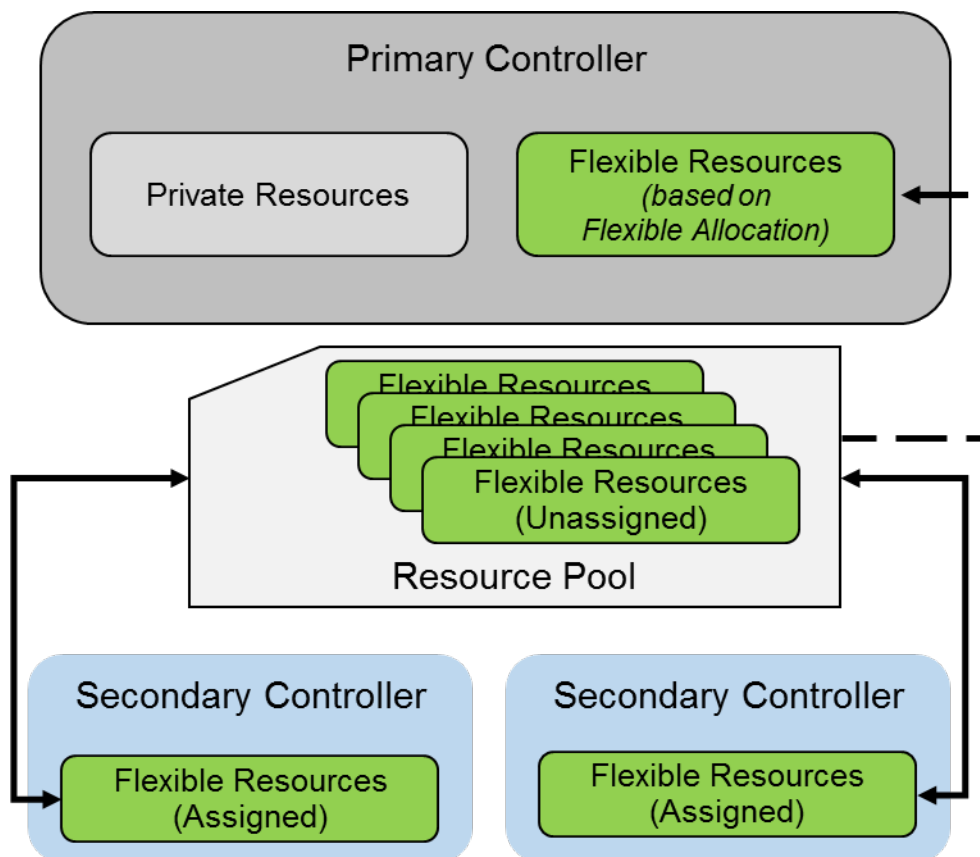 Primary Controller
Private Resources
Flexible Resources
(based on
Flexible Allocation)
Flexible Resources
Flexible Resources
Flexible Resources
Flexible Resources
(Unassigned)
Resource Pool
Secondary Controller
Flexible Resources
(Assigned)
Secondary Controller
Flexible Resources
(Assigned)